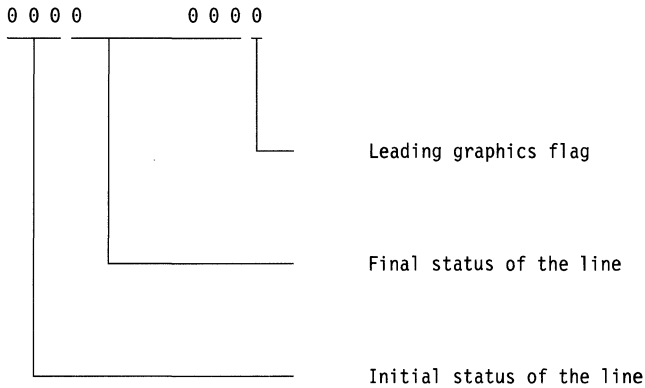 0 0 0 0 0 0 0 0
Leading graphics flag
Final status of the line
Initial status of the line